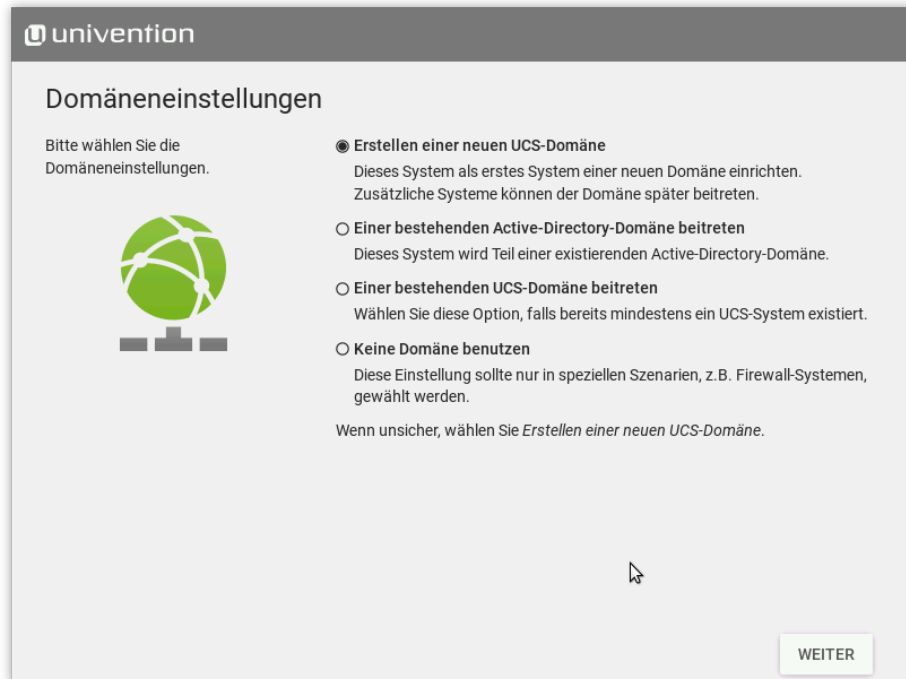 univention
Domäneneinstellungen
Bitte wählen Sie die
Domäneneinstellungen.
Erstellen einer neuen UCS-Domäne
Dieses System als erstes System einer neuen Domäne einrichten.
Zusätzliche Systeme können der Domäne später beitreten.
Einer bestehenden Active-Directory-Domäne beitreten
Dieses System wird Teil einer existierenden Active-Directory-Domäne.
Einer bestehenden UCS-Domäne beitreten
Wählen Sie diese Option, falls bereits mindestens ein UCS-System existiert.
Keine Domäne benutzen
Diese Einstellung sollte nur in speziellen Szenarien, z.B. Firewall-Systemen,
gewählt werden.
Wenn unsicher, wählen Sie Erstellen einer neuen UCS-Domäne.
WEITER